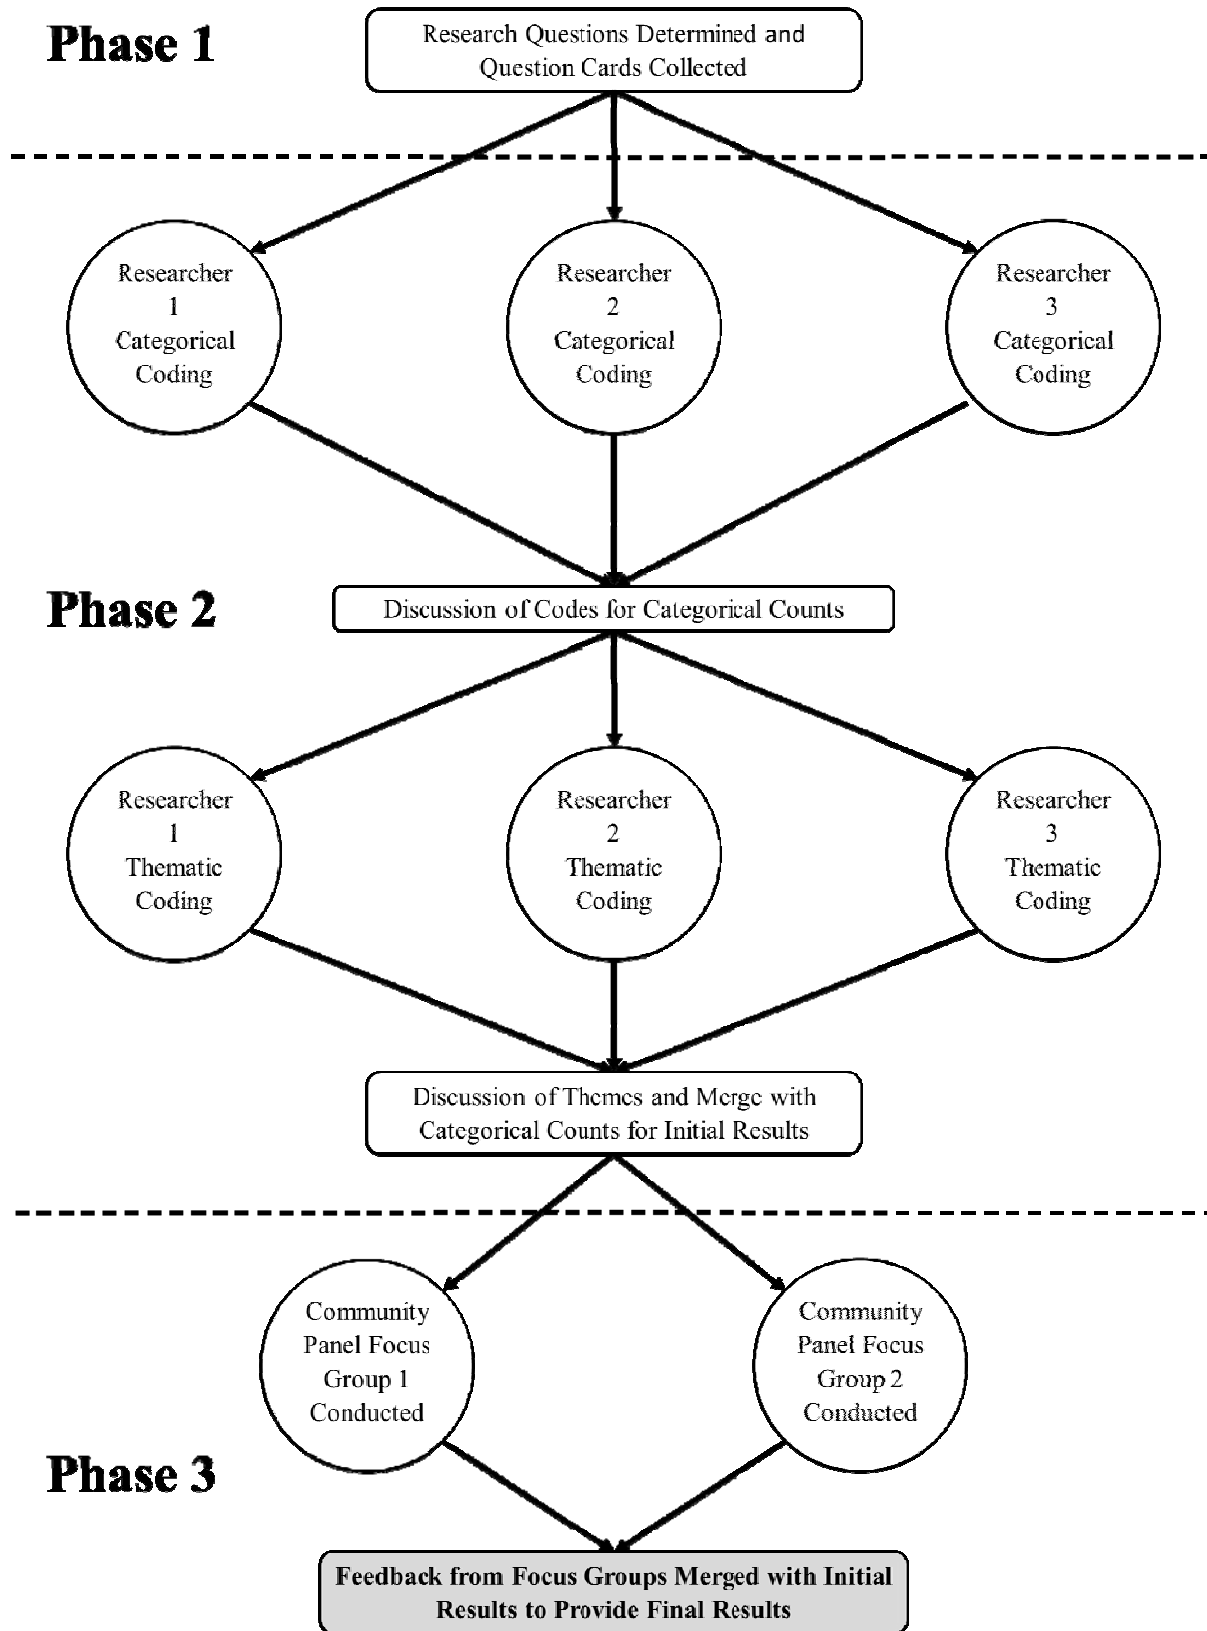 Phase 1
Research Questions Determined and
Question Cards Collected
Researcher
1
Categorical
Coding
Researcher
2
Categorical
Coding
Researcher
3
Categorical
Coding
Phase 2
Discussion of Codes for Categorical Counts
Researcher
1
Thematic
Coding
Researcher
2
Thematic
Coding
Researcher
3
Thematic
Coding
Discussion of Themes and Merge with
Categorical Counts for Initial Results
Community
Panel Focus
Group 1
Conducted
Community
Panel Focus
Group 2
Conducted
Phase 3
Feedback from Focus Groups Merged with Initial
Results to Provide Final Results